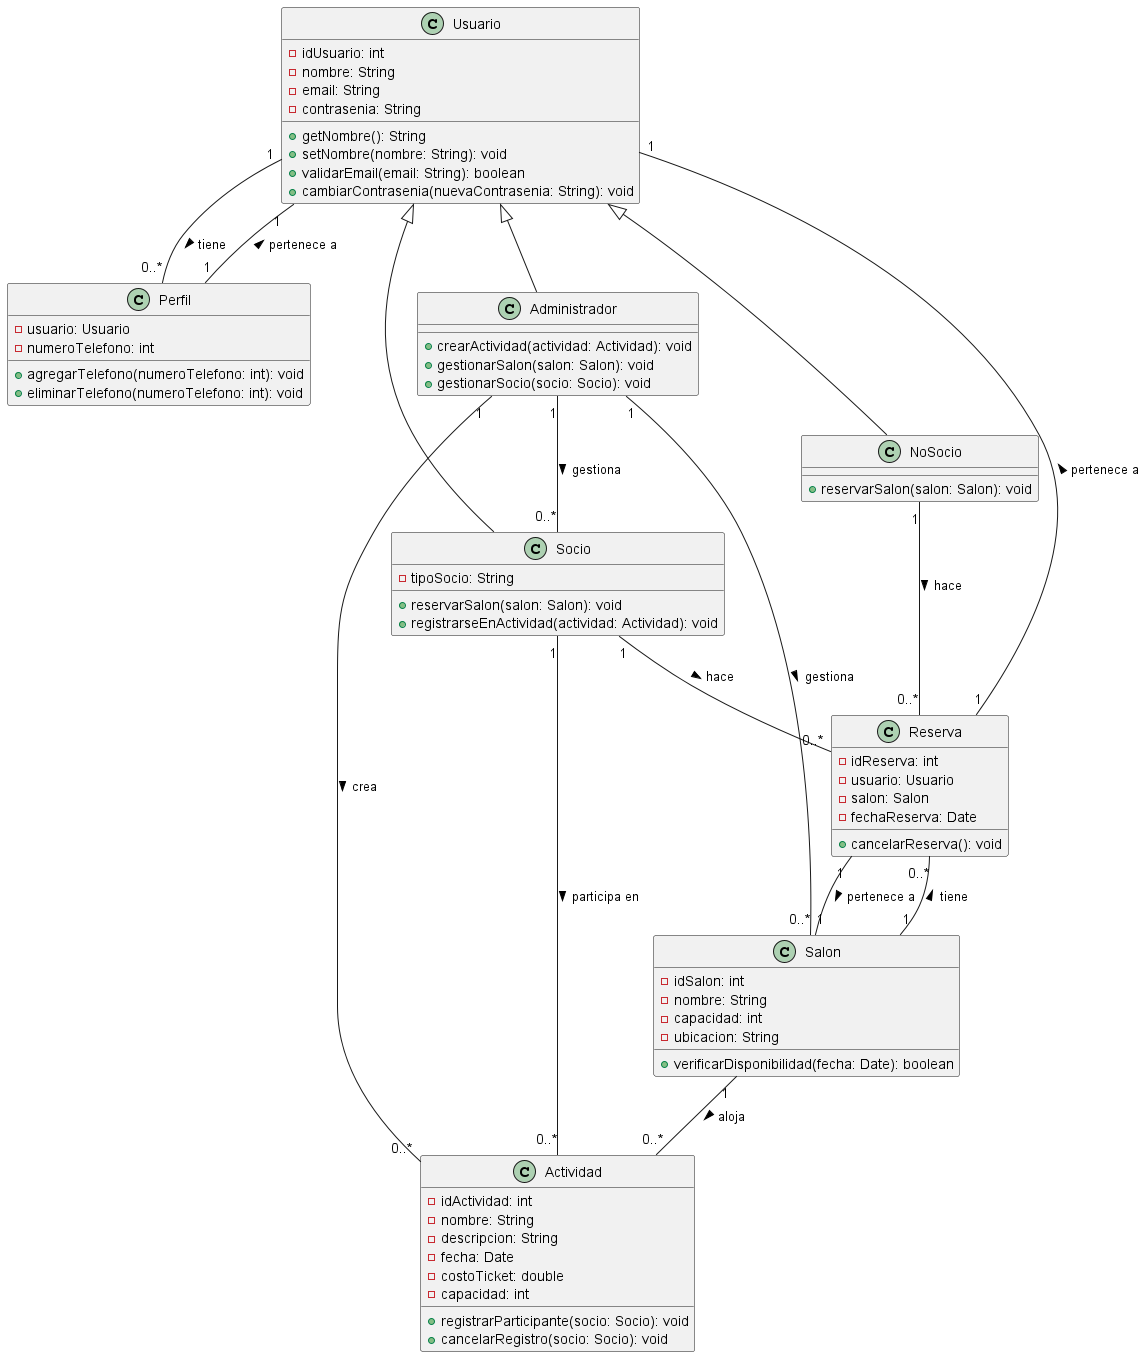 C Usuario
idUsuario: int
nombre: String
email: String
contrasenia: String
getNombre(): String
setNombre(nombre: String): void
validarEmail(email: String): boolean
cambiarContrasenia(nuevaContrasenia: String): void
1
1
1
tiene
pertenece a
0..*
1
C Perfil
usuario: Usuario
numeroTelefono: int
agregarTelefono(numeroTelefono: int): void
eliminarTelefono(numeroTelefono: int): void
C Administrador
crearActividad(actividad: Actividad): void
gestionarSalon(salon: Salon): void
gestionarSocio(socio: Socio): void
1
1
1
C NoSocio
reservarSalon(salon: Salon): void
gestiona
pertenece a
0..*
1
C Socio
tipoSocio: String
reservarSalon(salon: Salon): void
registrarseEnActividad(actividad: Actividad): void
hace
1
1
hace
gestiona
0..*
1
0..*
C Reserva
idReserva: int
usuario: Usuario
salon: Salon
fechaReserva: Date
cancelarReserva(): void
crea
1
0..*
participa en
pertenece a
tiene
0..*
1
1
C Salon
idSalon: int
nombre: String
capacidad: int
ubicacion: String
verificarDisponibilidad(fecha: Date): boolean
1
aloja
0..*
0..*
0..*
C Actividad
idActividad: int
nombre: String
descripcion: String
fecha: Date
costoTicket: double
capacidad: int
registrarParticipante(socio: Socio): void
cancelarRegistro(socio: Socio): void